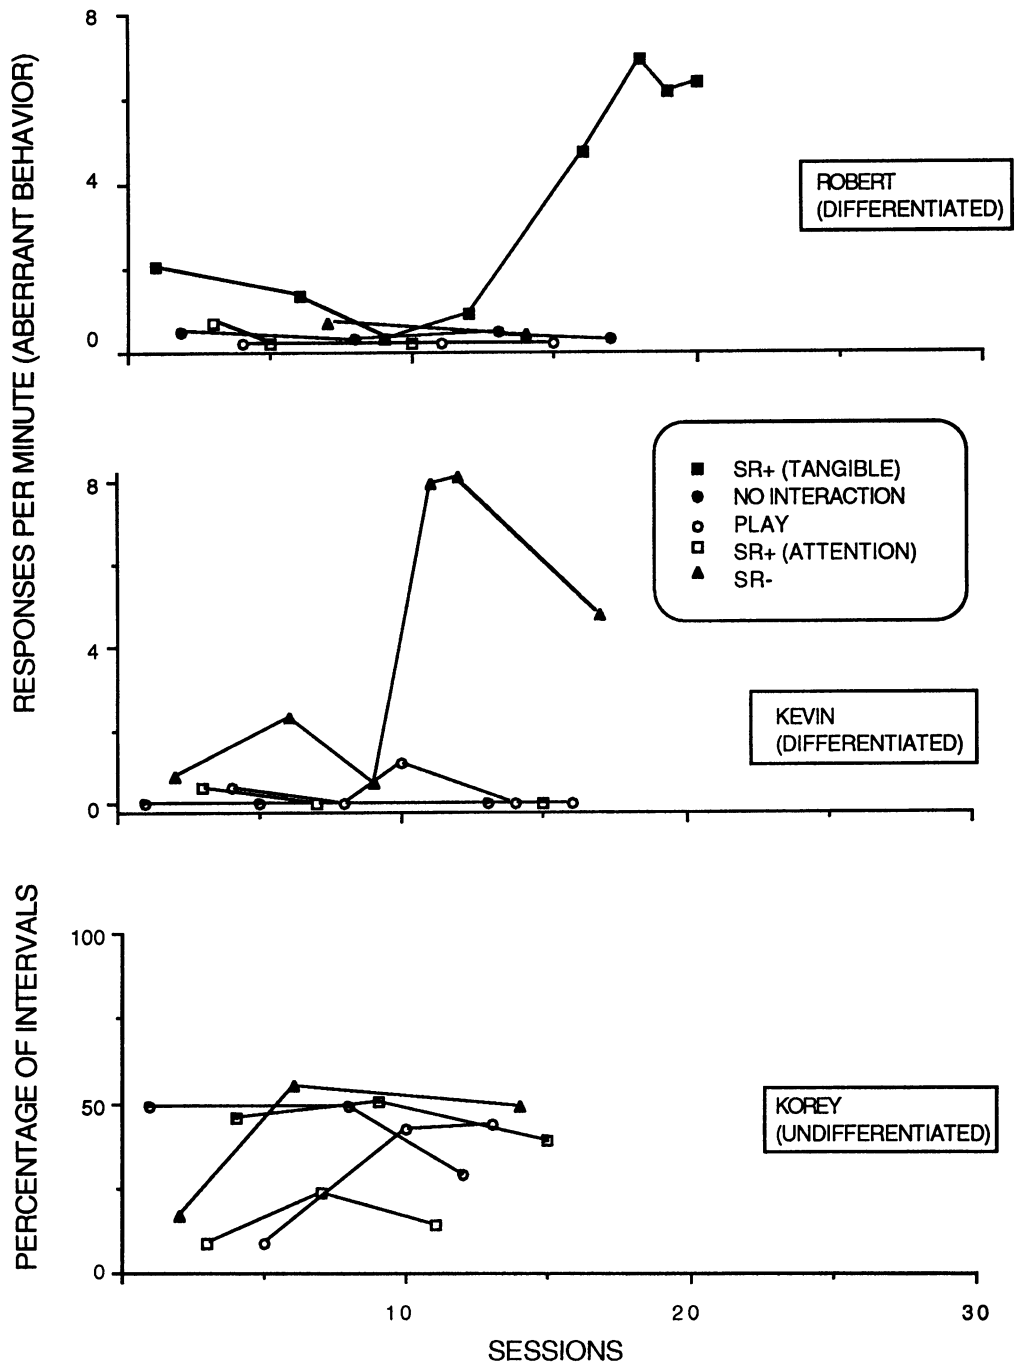 RESPONSES PER MINUTE (ABERRANT BEHAVIOR)
8
4
0
ROBERT
(DIFFERENTIATED)
SR+ (TANGIBLE)
NO INTERACTION
PLAY
SR+ (ATTENTION)
SR-
8
4
0
KEVIN
(DIFFERENTIATED)
PERCENTAGE OF INTERVALS
100
50
0
KOREY
(UNDIFFERENTIATED)
10
20
30
SESSIONS